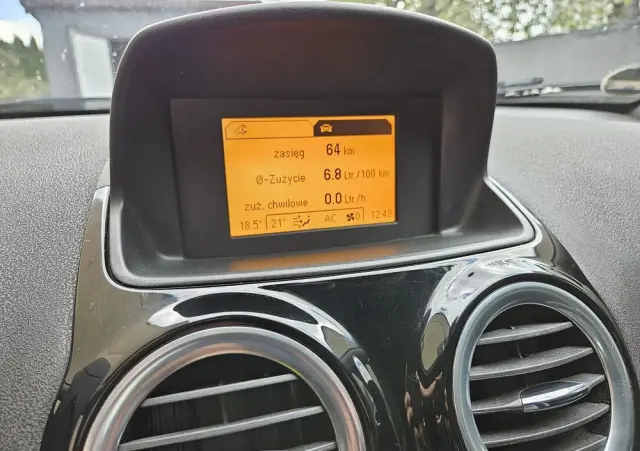 zasięg 64 km
Ø-Zużycie 6.8 Ltr/100 km
zuż. chwilowe 0.0 Ltr/h
18.5° 21° AC 0 12:48